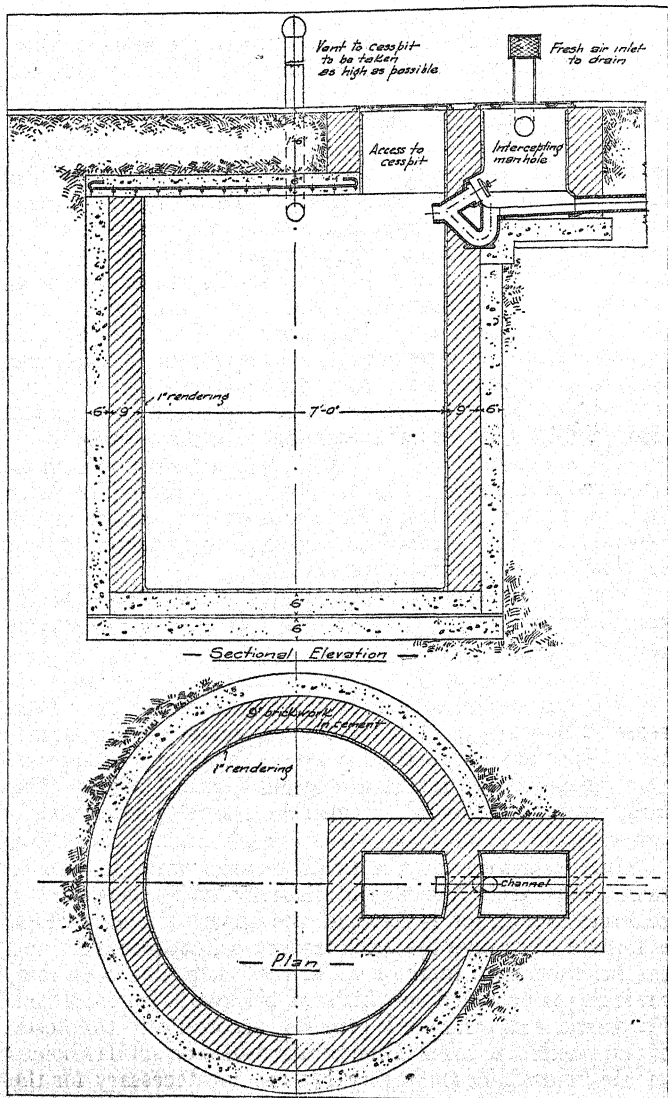 Vent to cesspit
to be taken
as high as possible
Fresh air inlet
to drain
1'-6"
Access to
cesspit
Intercepting
manhole
1" rendering
6" 9" 7'-0" 9" 6"
6"
6"
— Sectional Elevation —
9" brickwork
in cement
1" rendering
Channel
— Plan —